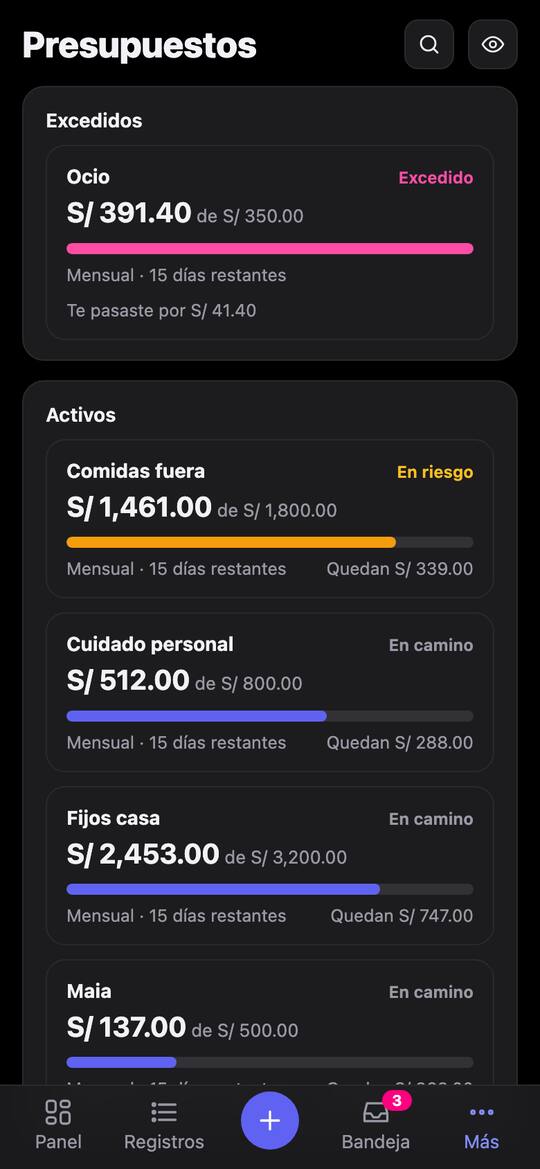 Presupuestos
Excedidos
Ocio
Excedido
S/ 391.40 de S/ 350.00
Mensual · 15 días restantes
Te pasaste por S/ 41.40
Activos
Comidas fuera
En riesgo
S/ 1,461.00 de S/ 1,800.00
Mensual · 15 días restantes
Quedan S/ 339.00
Cuidado personal
En camino
S/ 512.00 de S/ 800.00
Mensual · 15 días restantes
Quedan S/ 288.00
Fijos casa
En camino
S/ 2,453.00 de S/ 3,200.00
Mensual · 15 días restantes
Quedan S/ 747.00
Maia
En camino
S/ 137.00 de S/ 500.00
3
Panel
Registros
Bandeja
Más